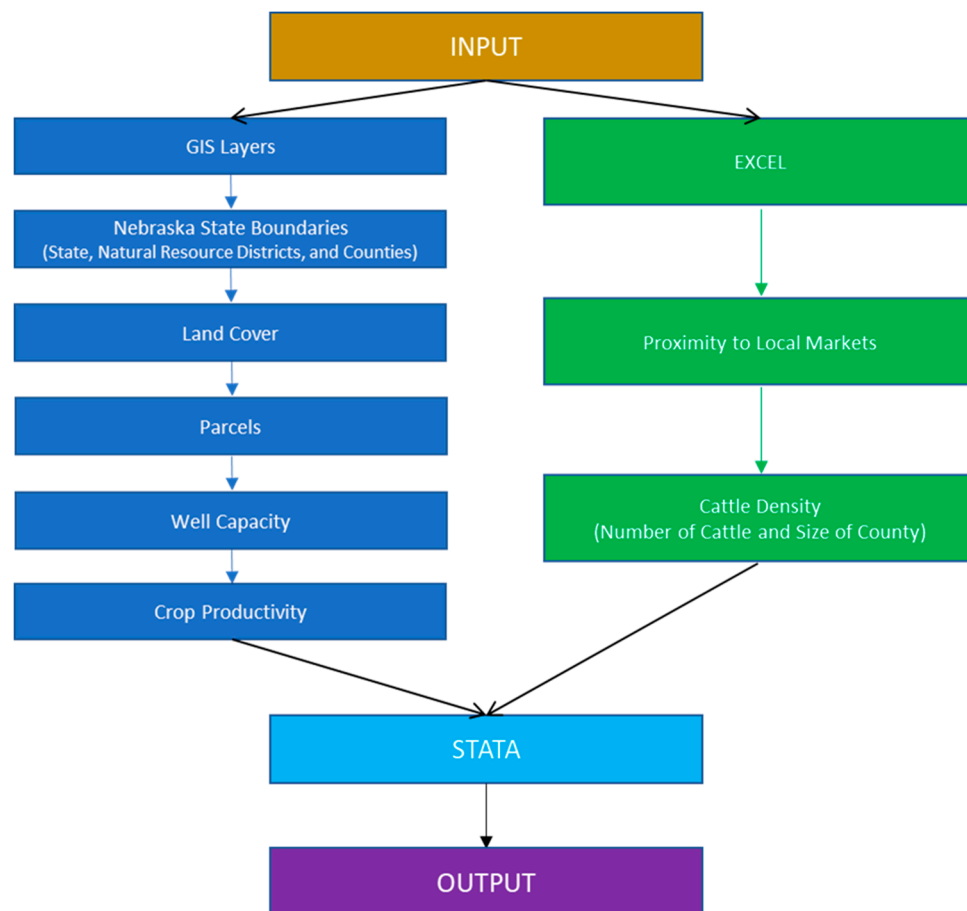 INPUT
GIS Layers
Nebraska State Boundaries
(State, Natural Resource Districts, and Counties)
Land Cover
Parcels
Well Capacity
Crop Productivity
EXCEL
Proximity to Local Markets
Cattle Density
(Number of Cattle and Size of County)
STATA
OUTPUT